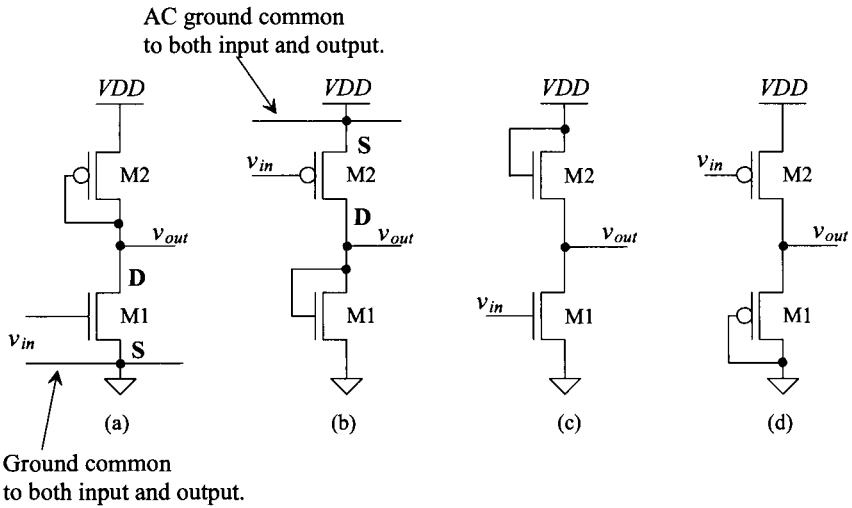 AC ground common
to both input and output.
VDD
VDD
VDD
VDD
S
v_in
v_in
M2
M2
M2
M2
D
v_out
v_out
v_out
v_out
D
v_in
M1
M1
v_in
M1
M1
S
(a)
(b)
(c)
(d)
Ground common
to both input and output.